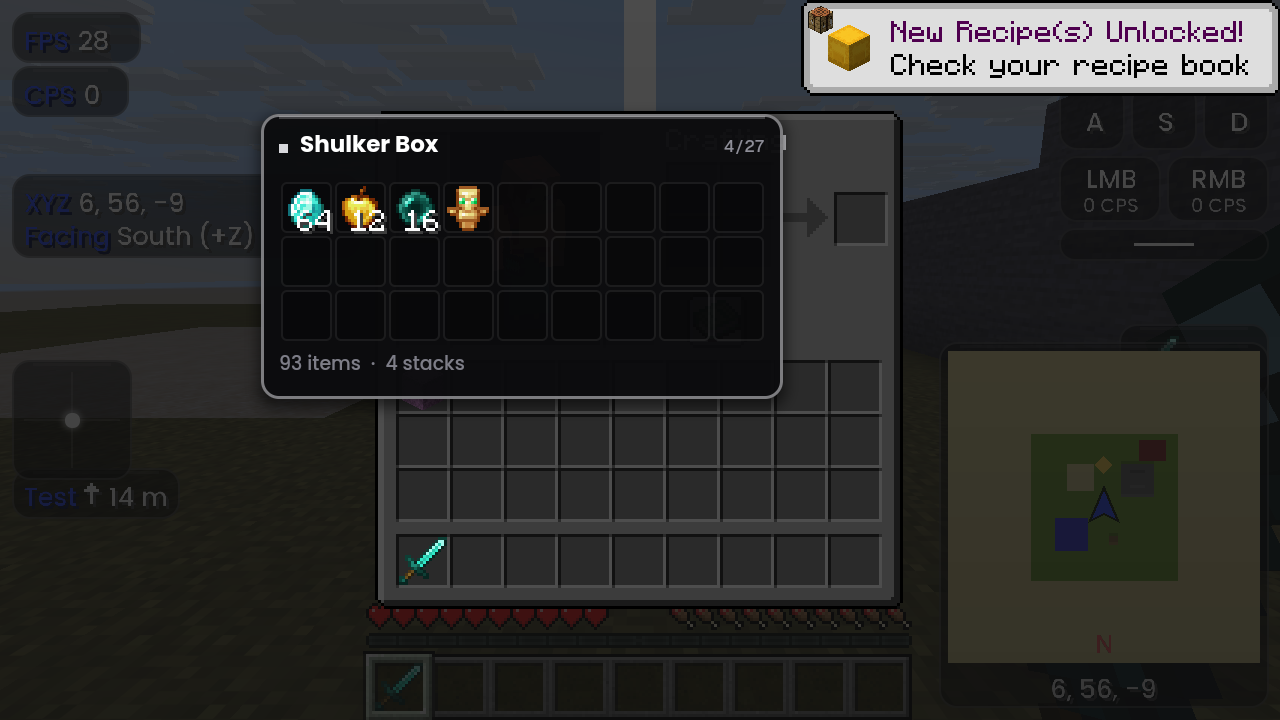 FPS 28
CPS 0
New Recipe(s) Unlocked!
Check your recipe book
Shulker Box
4/27
64
12
16
93 items · 4 stacks
XYZ 6, 56, -9
Facing South (+Z)
A
S
D
LMB
0 CPS
RMB
0 CPS
Test ✝ 14 m
N
6, 56, -9